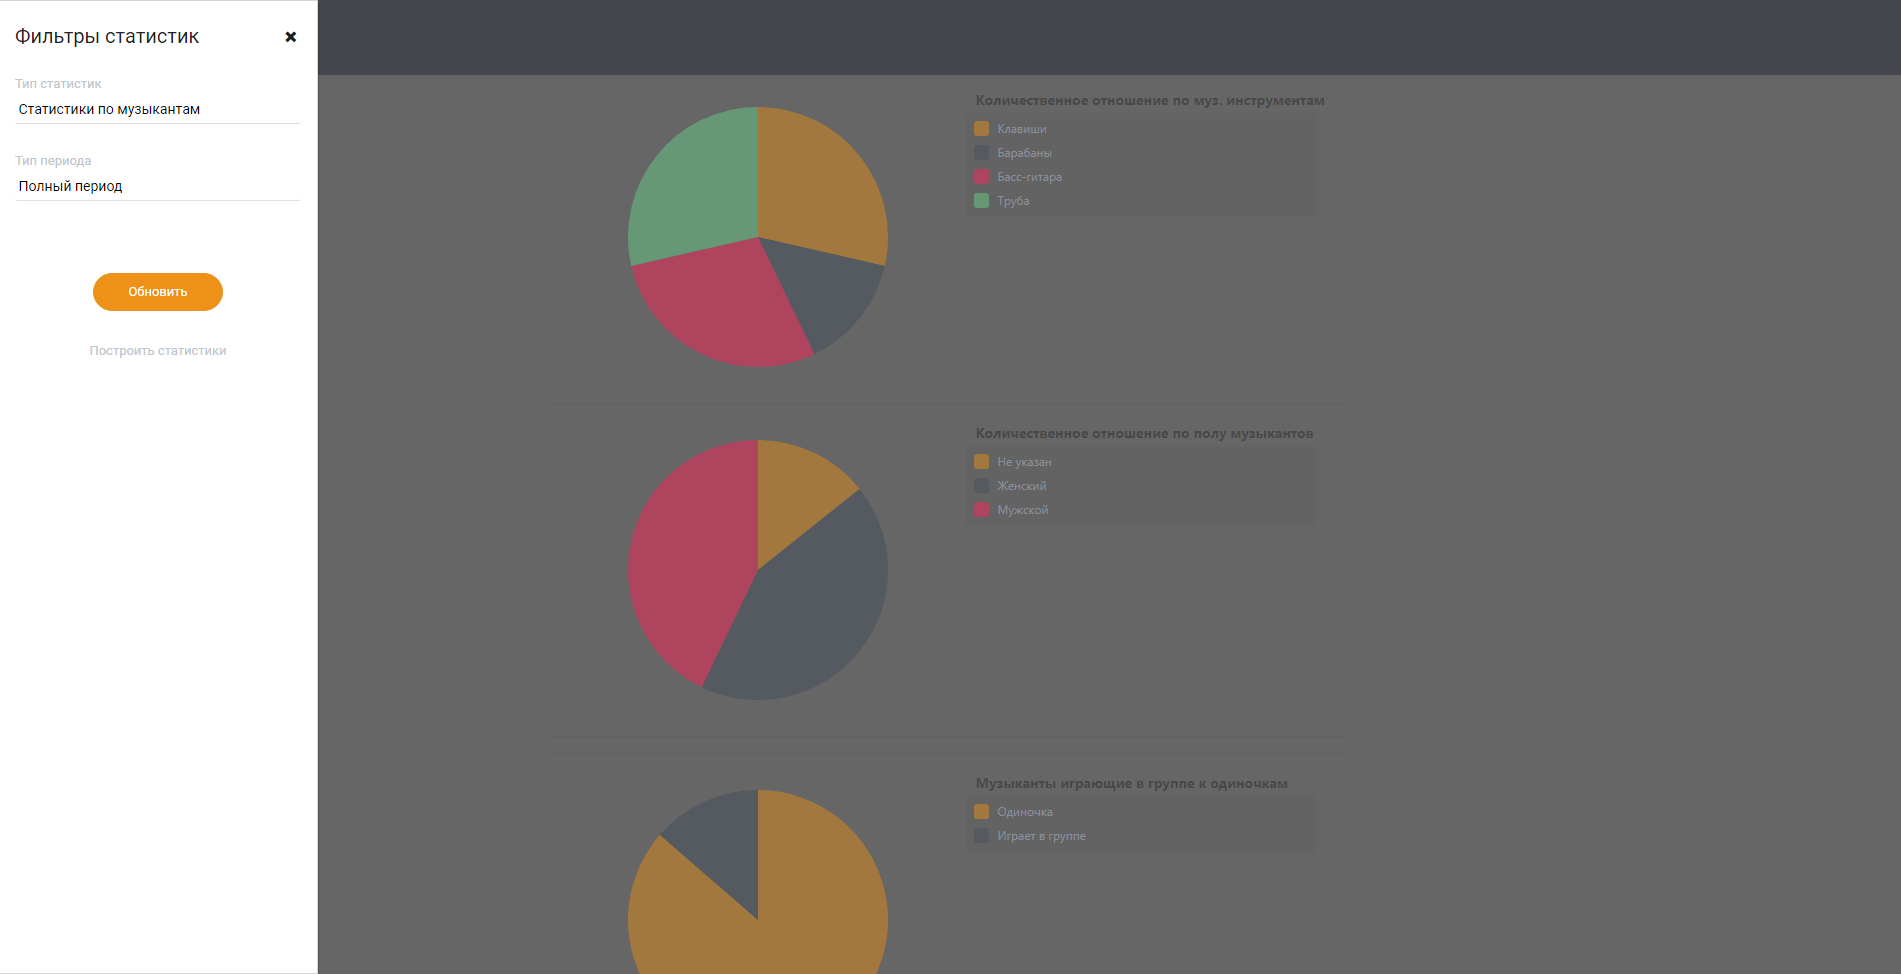 Фильтры статистик
Тип статистик
Статистики по музыкантам
Тип периода
Полный период
Обновить
Построить статистики
Количественное отношение по муз. инструментам
Клавиши
Барабаны
Басс-гитара
Труба
Количественное отношение по полу музыкантов
Не указан
Женский
Мужской
Музыканты играющие в группе к одиночкам
Одиночка
Играет в группе